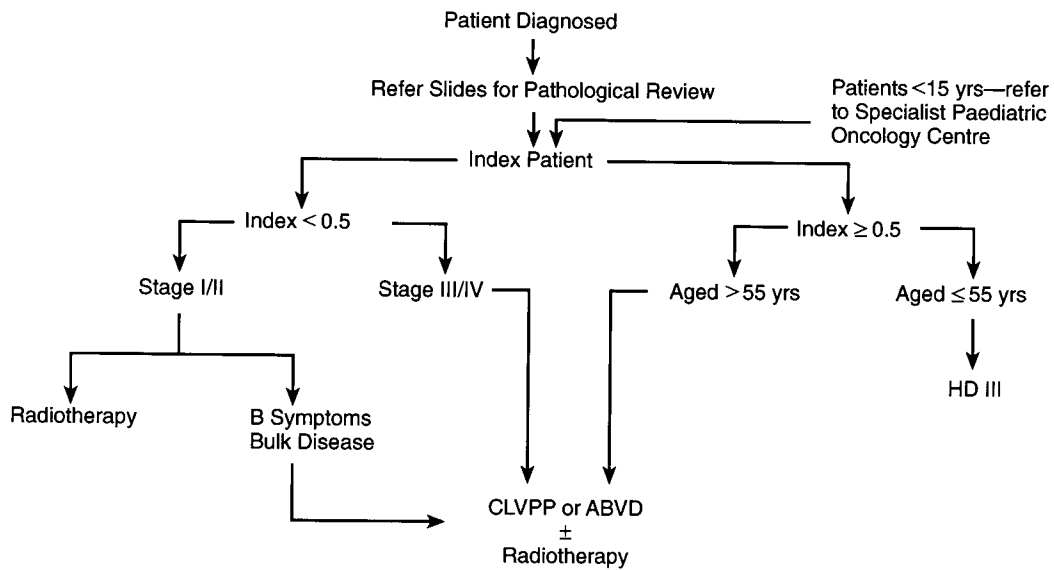 Patient Diagnosed
Refer Slides for Pathological Review
Patients <15 yrs—refer
to Specialist Paediatric
Oncology Centre
Index Patient
Index < 0.5
Index ≥ 0.5
Stage I/II
Stage III/IV
Aged > 55 yrs
Aged ≤ 55 yrs
Radiotherapy
B Symptoms
Bulk Disease
HD III
CLVPP or ABVD
±
Radiotherapy